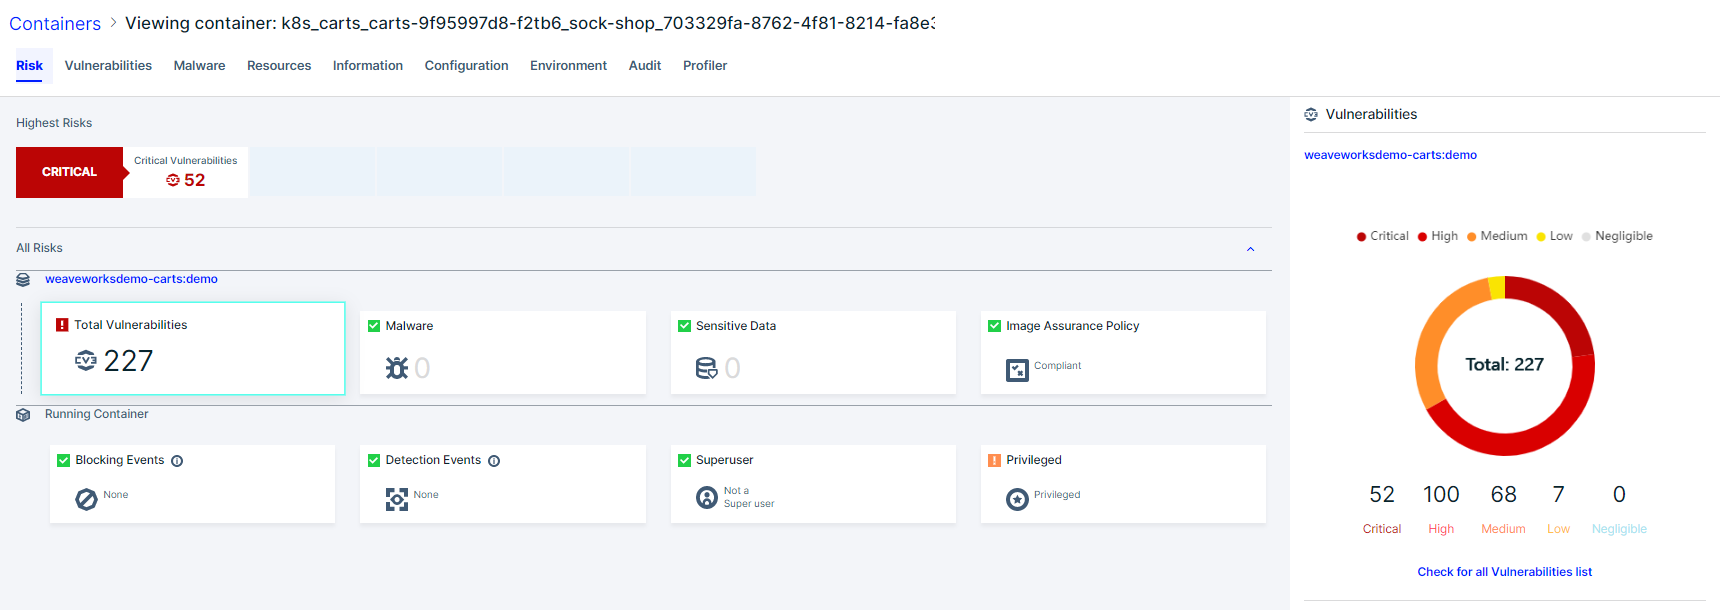 Containers > Viewing container: k8s_carts_carts-9f95997d8-f2tb6_sock-shop_703329fa-8762-4f81-8214-fa8e
Risk Vulnerabilities Malware Resources Information Configuration Environment Audit Profiler
Highest Risks
CRITICAL
Critical Vulnerabilities
52
All Risks
weaveworksdemo-carts:demo
Total Vulnerabilities
227
Malware
0
Sensitive Data
0
Image Assurance Policy
Compliant
Running Container
Blocking Events
None
Detection Events
None
Superuser
Not a
Super user
Privileged
Privileged
Vulnerabilities
weaveworksdemo-carts:demo
Critical High Medium Low Negligible
Total: 227
52 100 68 7 0
Critical High Medium Low Negligible
Check for all Vulnerabilities list